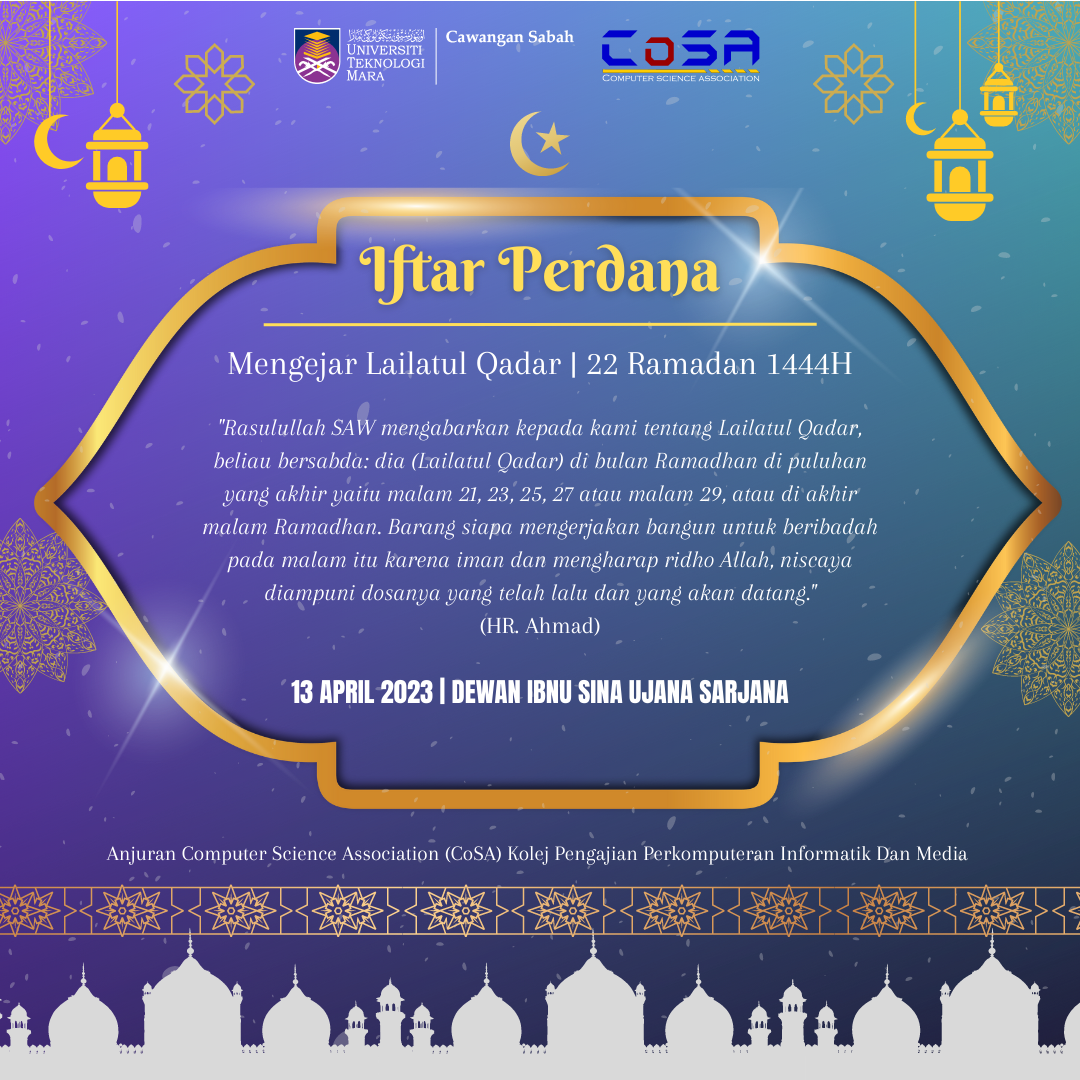 UNIVERSITI
TEKNOLOGI
MARA
Cawangan Sabah
CoSA
COMPUTER SCIENCE ASSOCIATION
Iftar Perdana
Mengejar Lailatul Qadar | 22 Ramadan 1444H
"Rasulullah SAW mengabarkan kepada kami tentang Lailatul Qadar,
beliau bersabda: dia (Lailatul Qadar) di bulan Ramadhan di puluhan
yang akhir yaitu malam 21, 23, 25, 27 atau malam 29, atau di akhir
malam Ramadhan. Barang siapa mengerjakan bangun untuk beribadah
pada malam itu karena iman dan mengharap ridho Allah, niscaya
diampuni dosanya yang telah lalu dan yang akan datang."
(HR. Ahmad)
13 APRIL 2023 | DEWAN IBNU SINA UJANA SARJANA
Anjuran Computer Science Association (CoSA) Kolej Pengajian Perkomputeran Informatik Dan Media